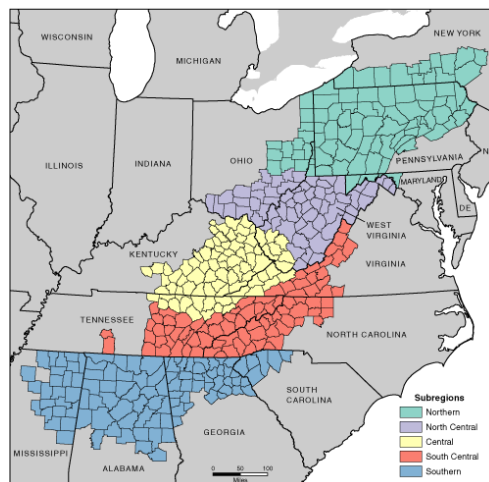 NEW YORK
WISCONSIN
MICHIGAN
PENNSYLVANIA
N
OHIO
ILLINOIS
INDIANA
MARYLAND
DE
WEST
VIRGINIA
KENTUCKY
VIRGINIA
TENNESSEE
NORTH CAROLINA
SOUTH
CAROLINA
GEORGIA
MISSISSIPPI
ALABAMA
0 50 100
Miles
Subregions
Northern
North Central
Central
South Central
Southern